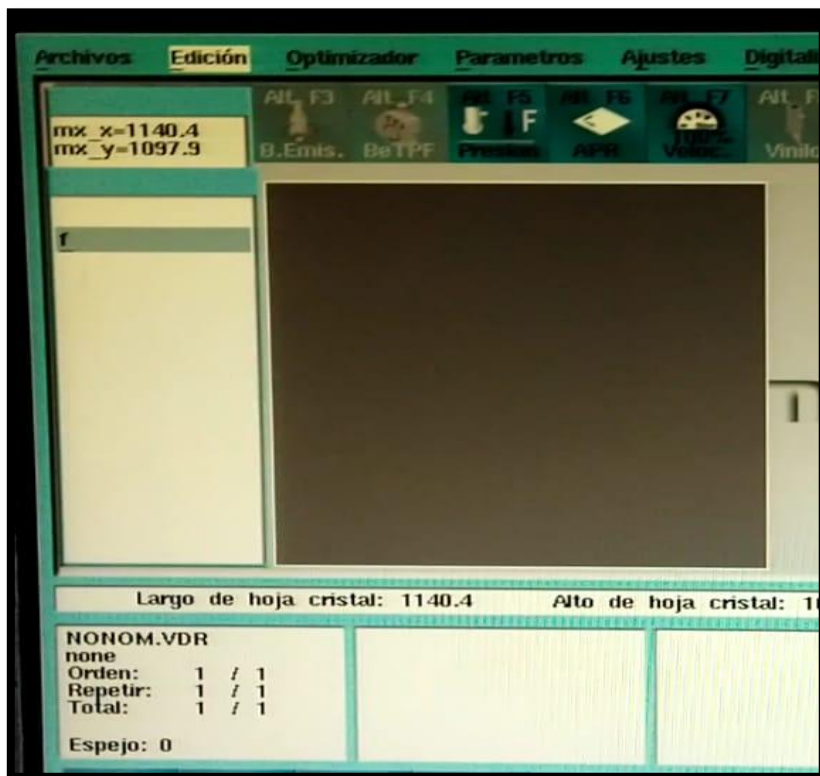 Archivos Edición Optimizador Parametros Ajustes
mx_x=1140.4
mx_y=1097.9
Alt_F3 Alt_F4 Alt_F5 Alt_F6 Alt_F7
B.Emis. BeTPF Presion APR Veloc.
F
Largo de hoja cristal: 1140.4 Alto de hoja cristal:
NONOM.VDR
none
Orden: 1 / 1
Repetir: 1 / 1
Total: 1 / 1
Espejo: 0